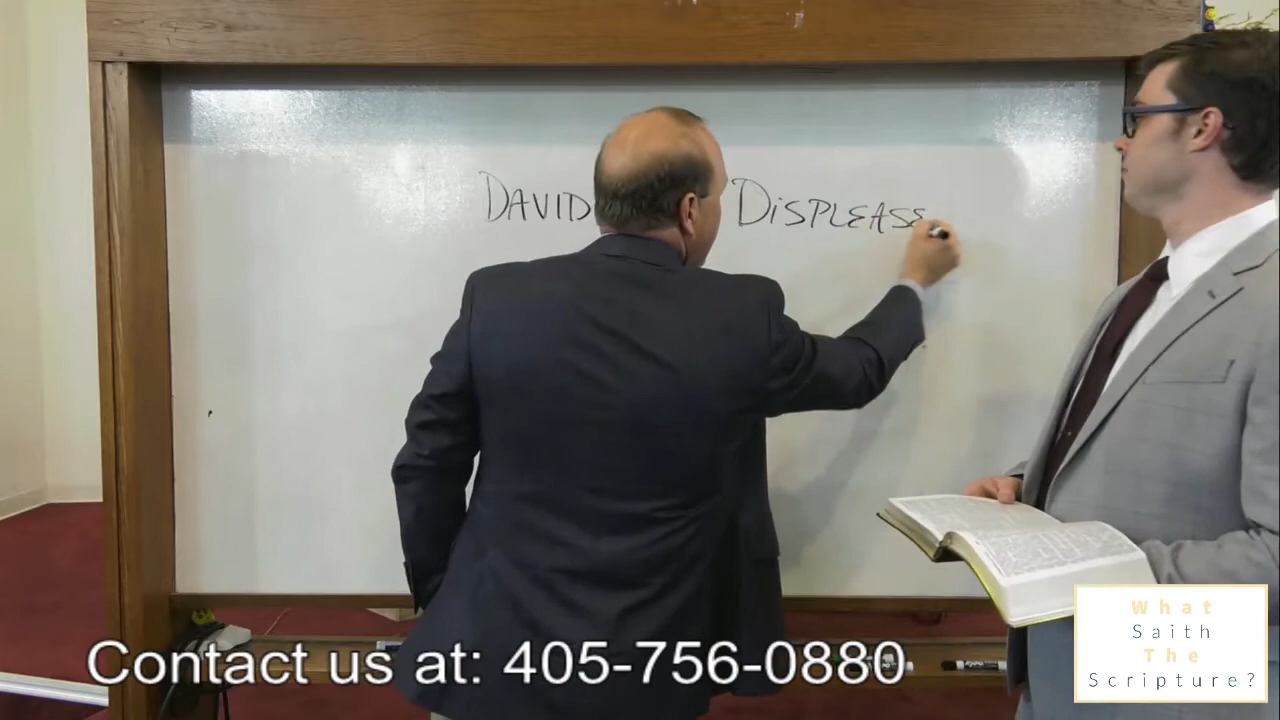 DAVID DISPLEASE
Contact us at: 405-756-0880
What
Saith
The
Scripture?